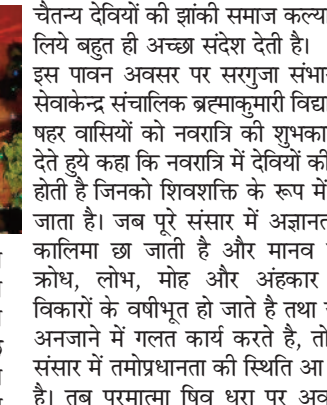 चैतन्य देवियों की झांकी समाज कल्या
लिये बहुत ही अच्छा संदेश देती है।
इस पावन अवसर पर सरगुजा संभा
सेवाकेन्द्र संचालिक ब्रह्माकुमारी विद्या
षहर वासियों को नवरात्रि की शुभका
देते हुये कहा कि नवरात्रि में देवियों की
होती है जिनको शिवशक्ति के रूप में
जाता है। जब पूरे संसार में अज्ञानत
कालिमा छा जाती है और मानव
क्रोध, लोभ, मोह और अंहकार
विकारों के वषीभूत हो जाते है तथा
अनजाने में गलत कार्य करते है, तो
संसार में तमोप्रधानता की स्थिति आ
है। तब परमात्मा षिव धरा पर अव